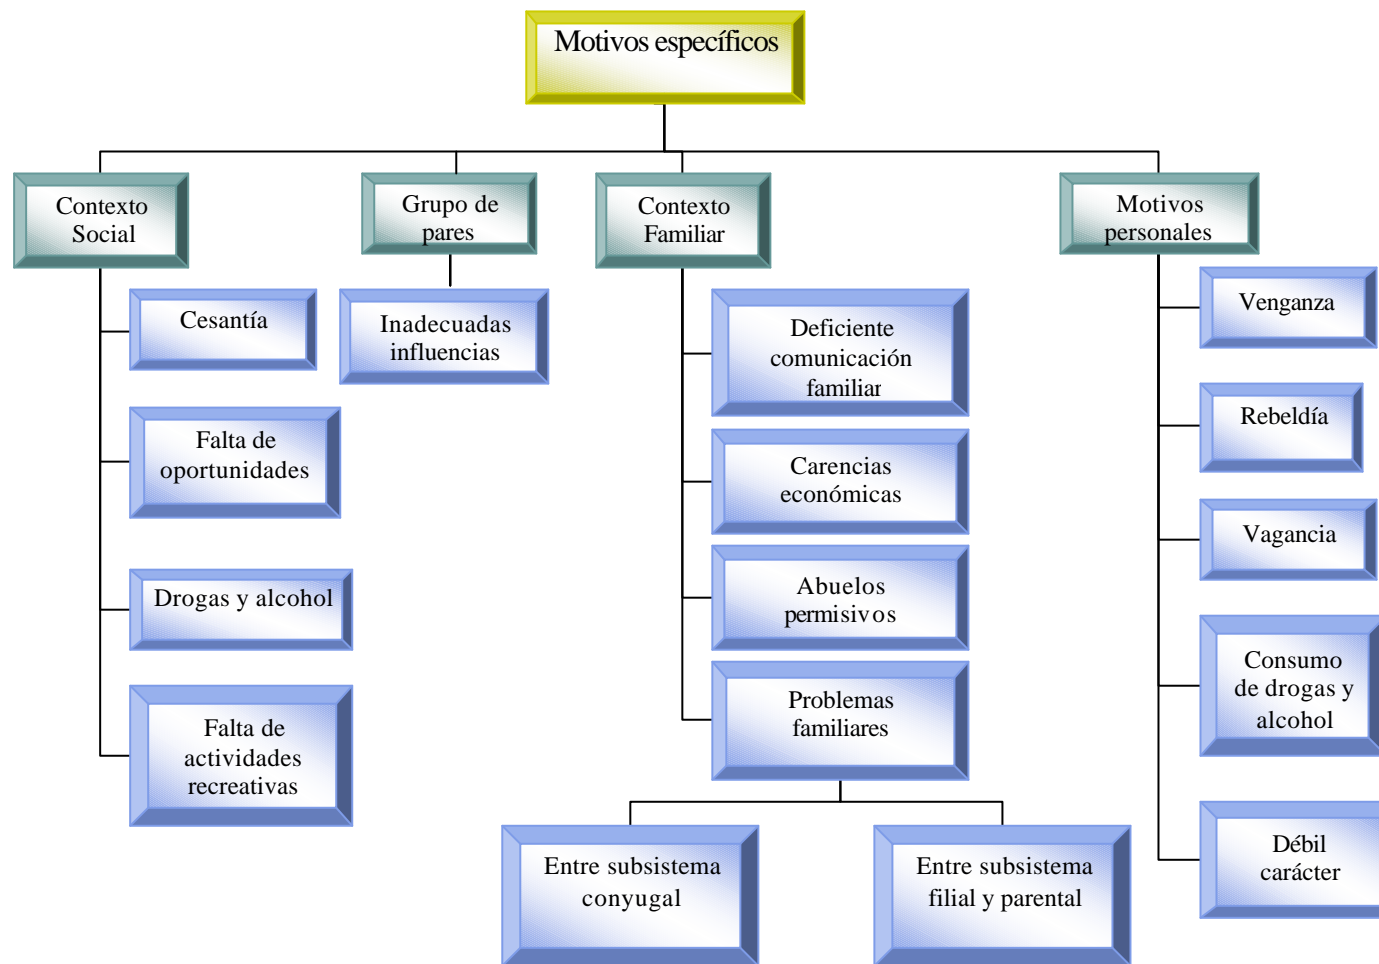 Motivos específicos
Contexto
Social
Grupo de
pares
Contexto
Familiar
Motivos
personales
Cesantía
Falta de
oportunidades
Drogas y alcohol
Falta de
actividades
recreativas
Inadecuadas
influencias
Deficiente
comunicación
familiar
Carencias
económicas
Abuelos
permisivos
Problemas
familiares
Entre subsistema
conyugal
Entre subsistema
filial y parental
Venganza
Rebeldía
Vagancia
Consumo
de drogas y
alcohol
Débil
carácter